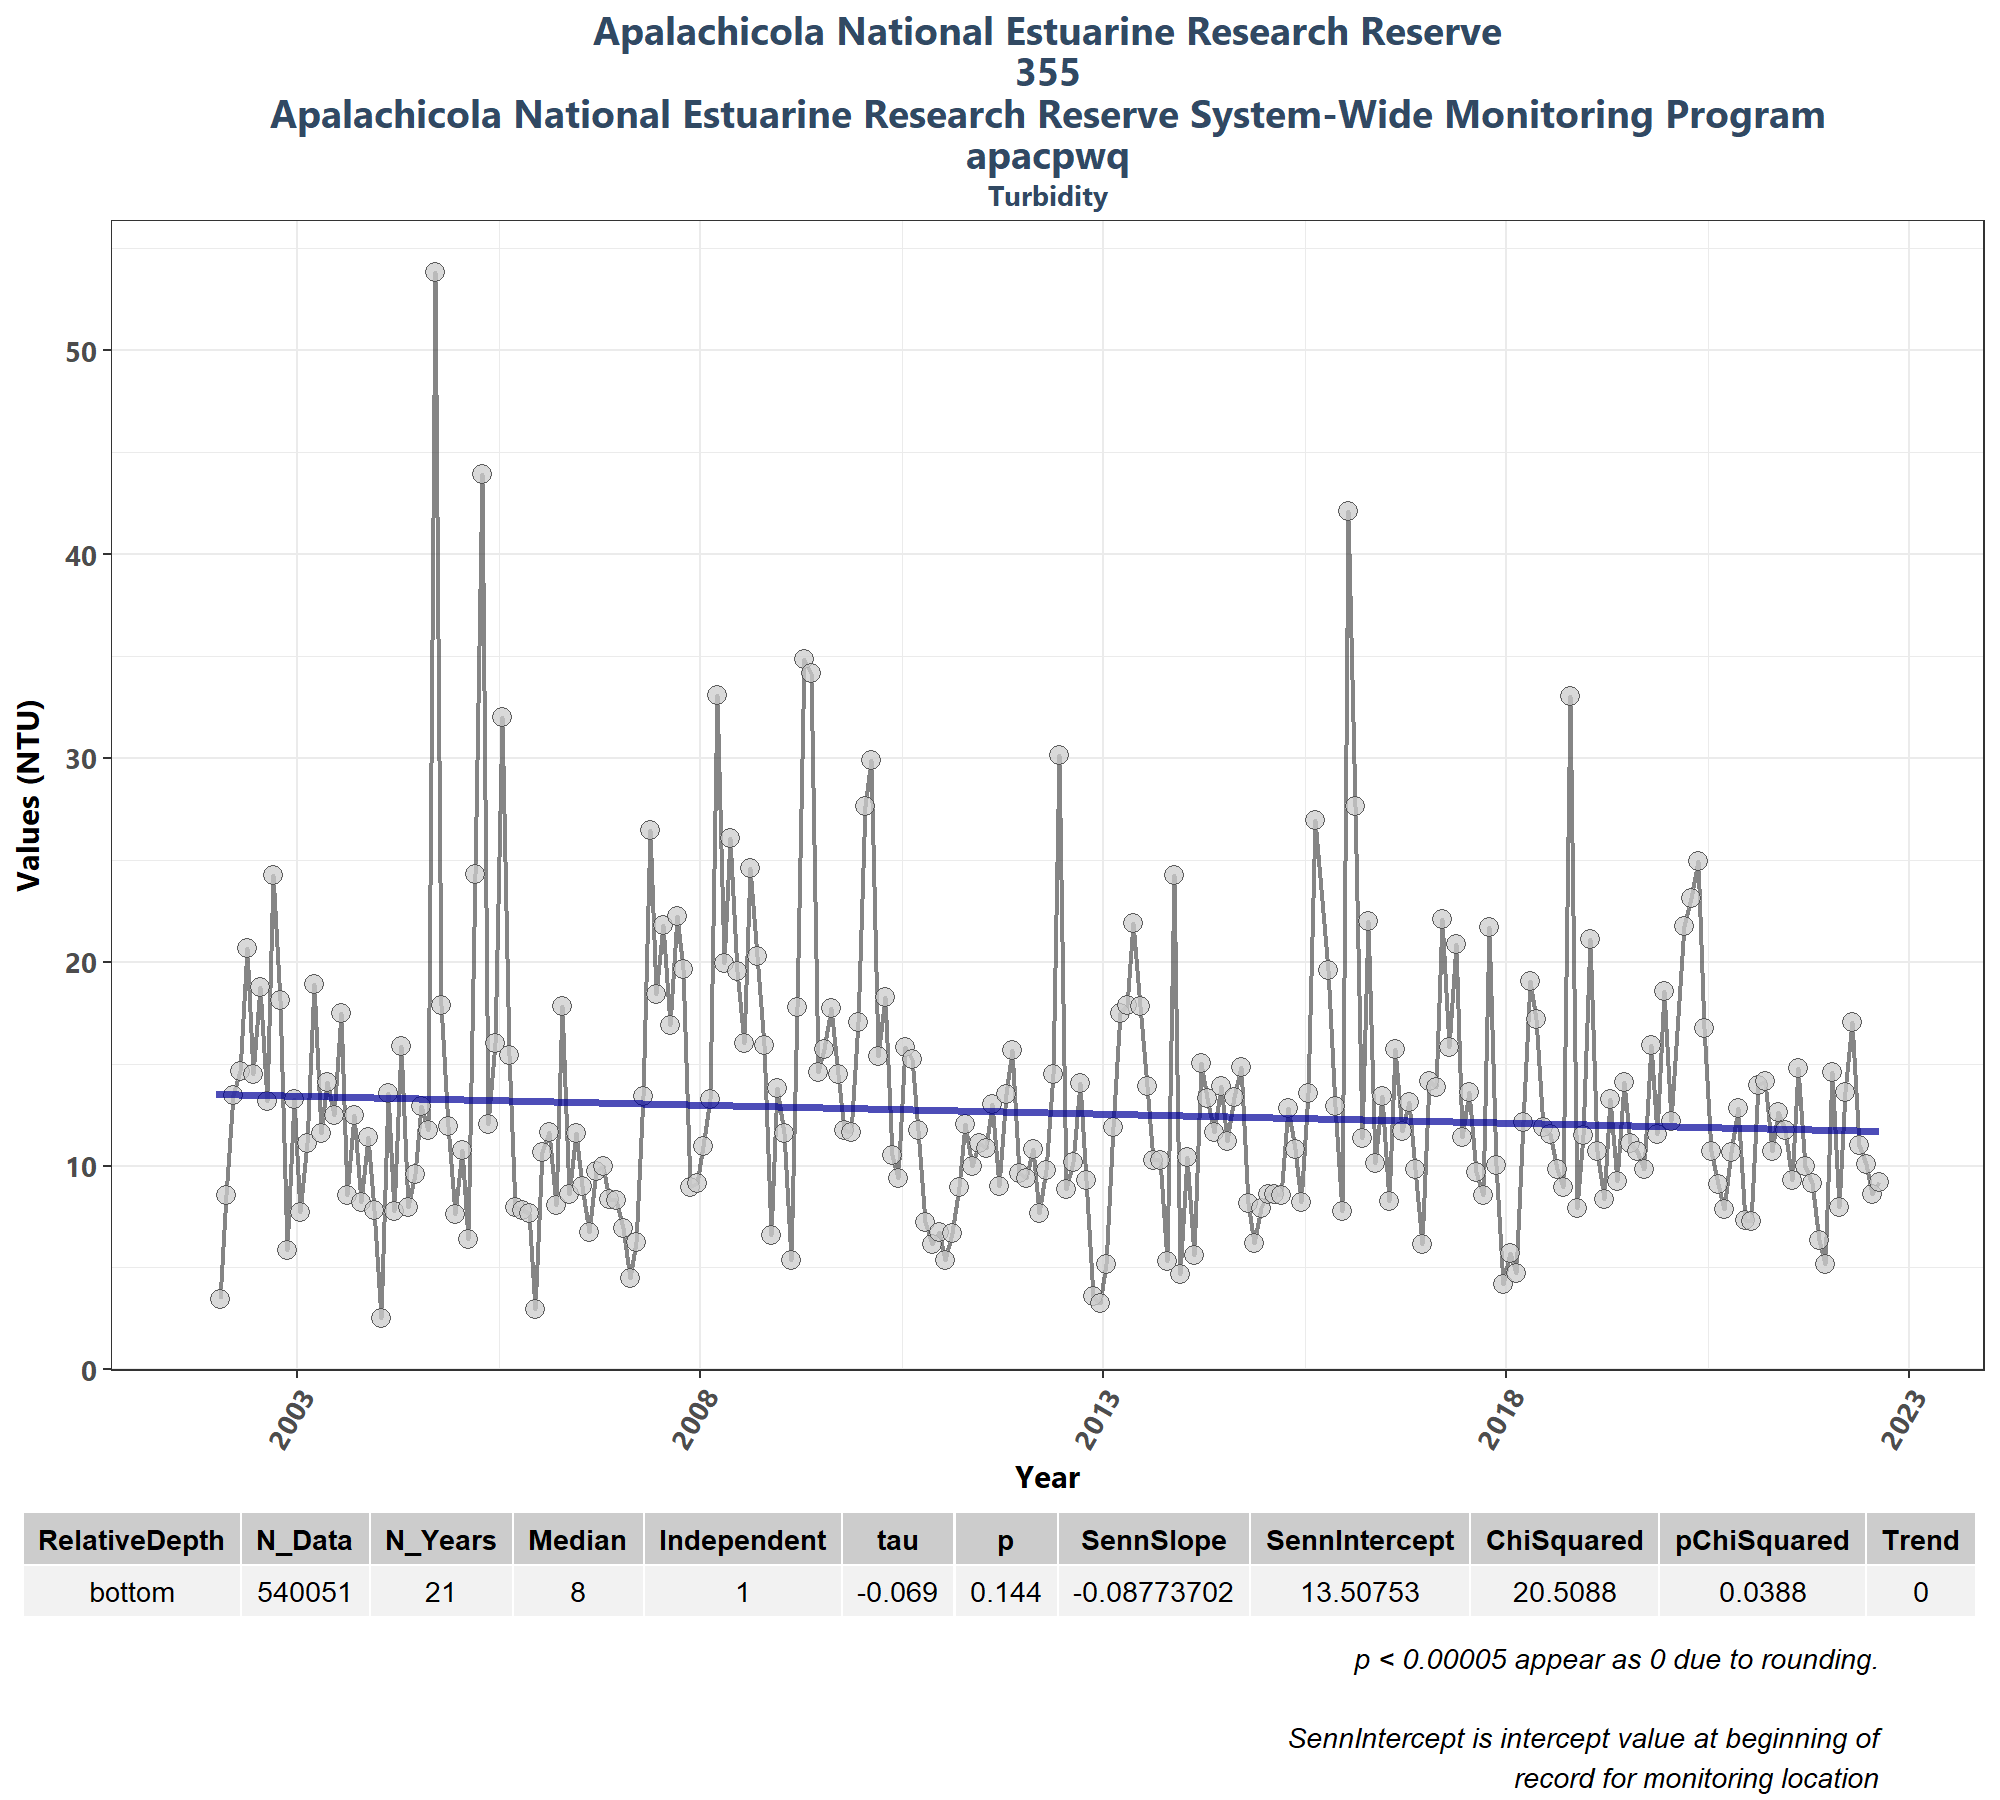 Apalachicola National Estuarine Research Reserve
355
Apalachicola National Estuarine Research Reserve System-Wide Monitoring Program
apacpwq
Turbidity
Values (NTU)
50
40
30
20
10
0
2003 2008 2013 2018 2023
Year
RelativeDepth N_Data N_Years Median Independent tau p SennSlope SennIntercept ChiSquared pChiSquared Trend
bottom 540051 21 8 1 -0.069 0.144 -0.08773702 13.50753 20.5088 0.0388 0
p < 0.00005 appear as 0 due to rounding.
SennIntercept is intercept value at beginning of
record for monitoring location